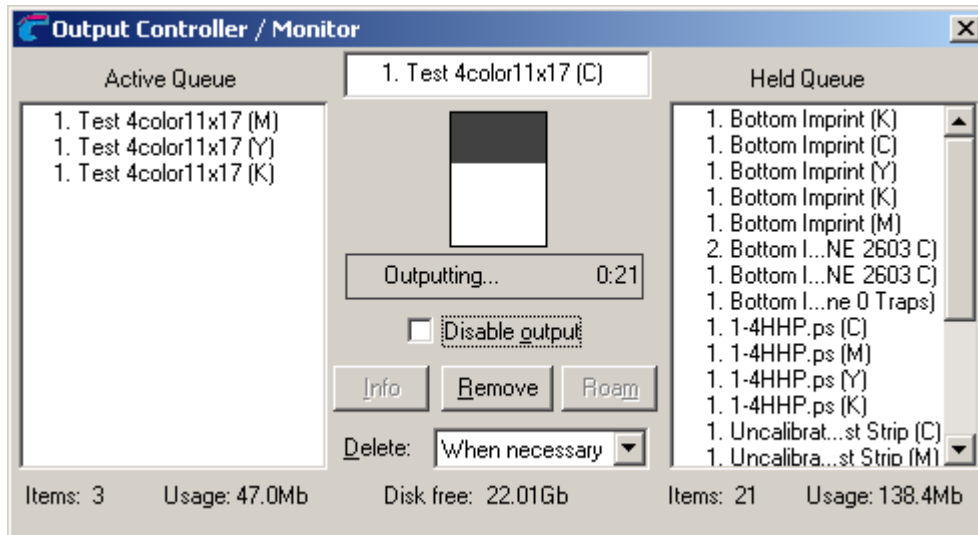 Output Controller / Monitor
Active Queue
1. Test 4color11x17 (M)
1. Test 4color11x17 (Y)
1. Test 4color11x17 (K)
Items: 3 Usage: 47.0Mb
1. Test 4color11x17 (C)
Outputting... 0:21
Disable output
Info Remove Roam
Delete: When necessary
Disk free: 22.01Gb
Held Queue
1. Bottom Imprint (K)
1. Bottom Imprint (C)
1. Bottom Imprint (Y)
1. Bottom Imprint (K)
1. Bottom Imprint (M)
2. Bottom I...NE 2603 C)
1. Bottom I...NE 2603 C)
1. Bottom I...ne 0 Traps)
1. 1-4HHP.ps (C)
1. 1-4HHP.ps (M)
1. 1-4HHP.ps (Y)
1. 1-4HHP.ps (K)
1. Uncalibrat...st Strip (C)
1. Uncalibra...st Strip (M)
Items: 21 Usage: 138.4Mb